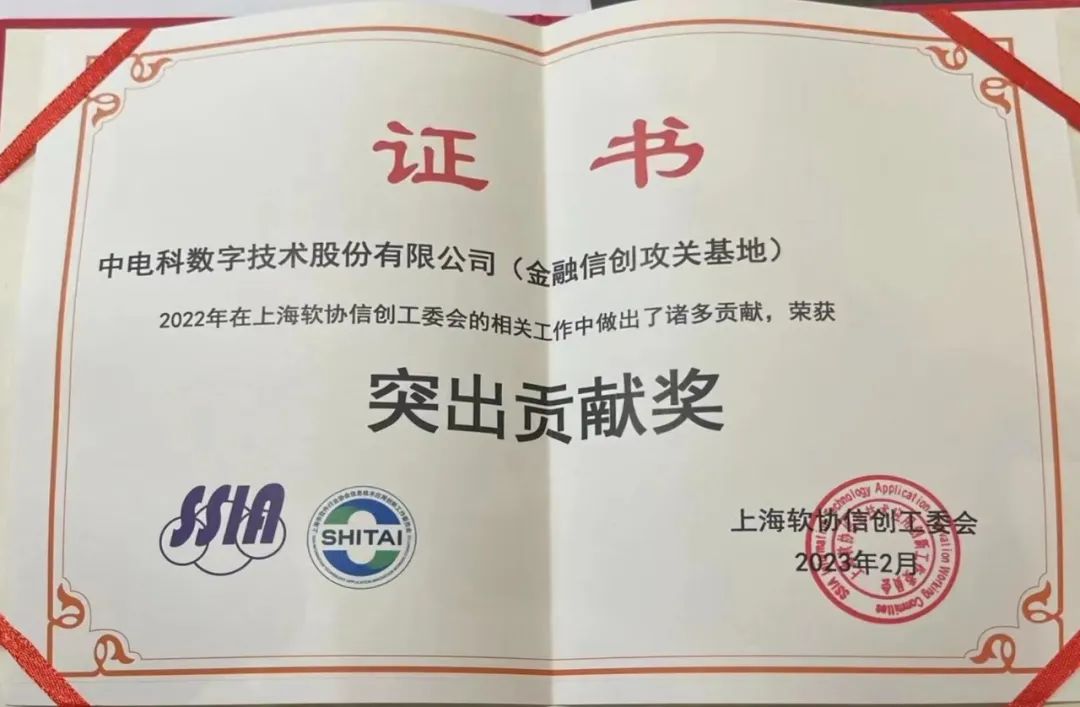 证书
中电科数字技术股份有限公司（金融信创攻关基地）
2022年在上海软协信创工委会的相关工作中做出了诸多贡献，荣获
突出贡献奖
SSIA
SHITAI
上海软协信创工委会
2023年2月